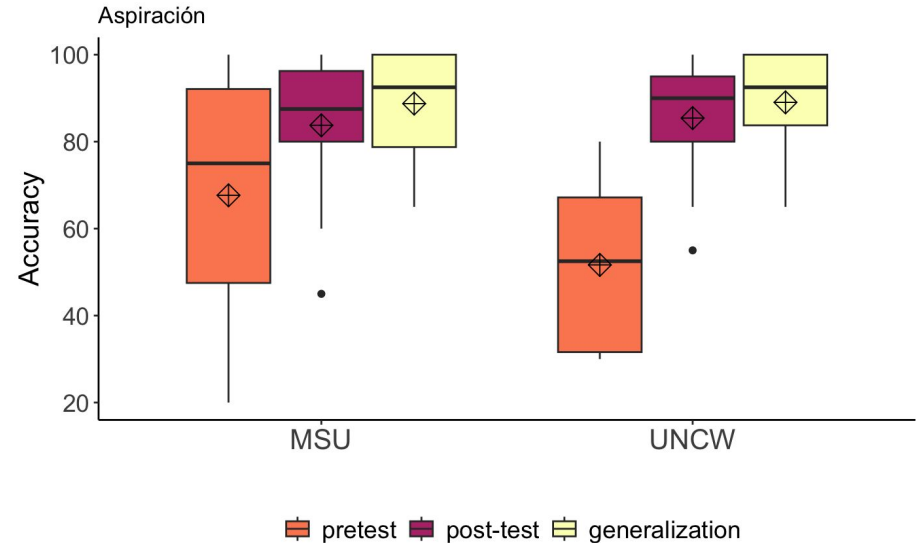 Aspiración
100
80
60
40
20
Accuracy
MSU UNCW
pretest post-test generalization